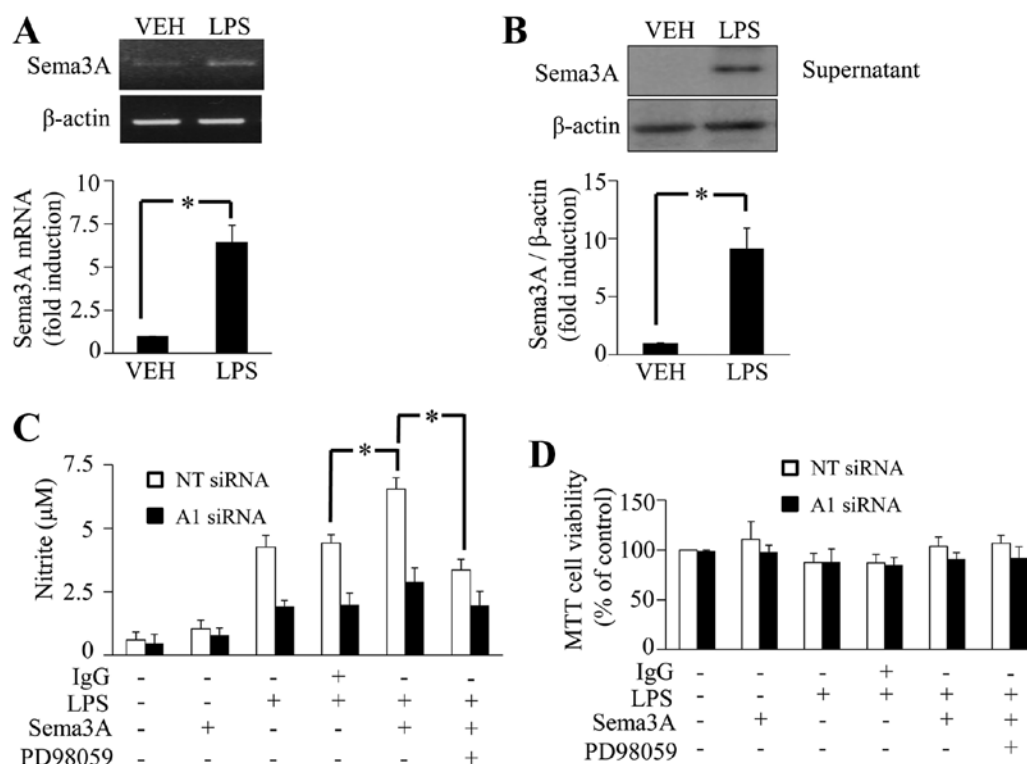 A
VEH LPS
Sema3A
β-actin
Sema3A mRNA
(fold induction)
10
7.5
5
2.5
0
*
VEH LPS
B
VEH LPS
Sema3A
Supernatant
β-actin
Sema3A / β-actin
(fold induction)
15
10
5
0
*
VEH LPS
C
Nitrite (μM)
7.5
5
2.5
0
NT siRNA
A1 siRNA
*
*
IgG - - - + - -
LPS - - + + + +
Sema3A - + - - + +
PD98059 - - - - - +
D
MTT cell viability
(% of control)
150
100
50
0
NT siRNA
A1 siRNA
IgG - - - + - -
LPS - - + + + +
Sema3A - + - - + +
PD98059 - - - - - +